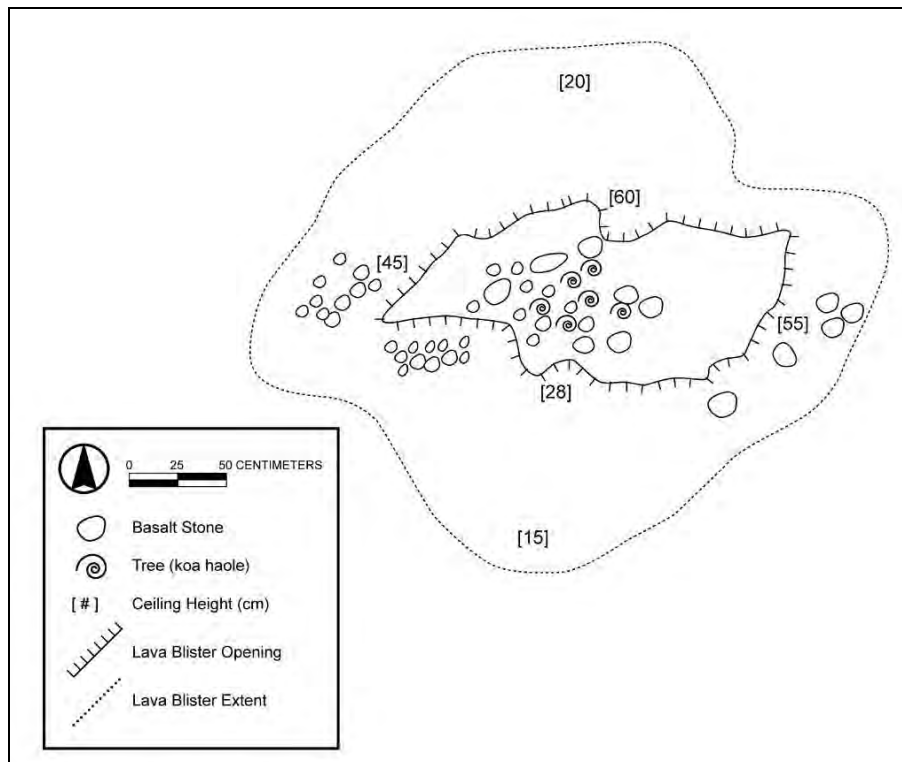 [20]
[60]
[45]
[55]
[28]
[15]
0 25 50 CENTIMETERS
Basalt Stone
Tree (koa haole)
[ # ] Ceiling Height (cm)
Lava Blister Opening
Lava Blister Extent